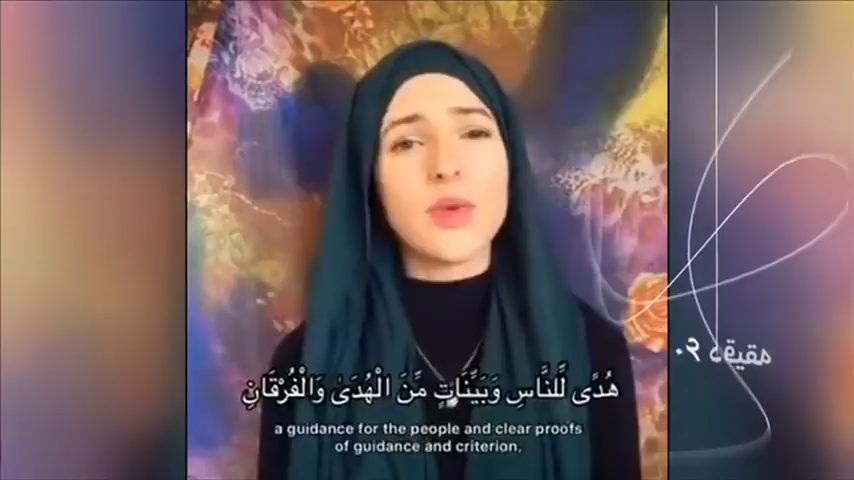 هُدًى لِّلنَّاسِ وَبَيِّنَاتٍ مِّنَ الْهُدَىٰ وَالْفُرْقَانِ
a guidance for the people and clear proofs
of guidance and criterion,